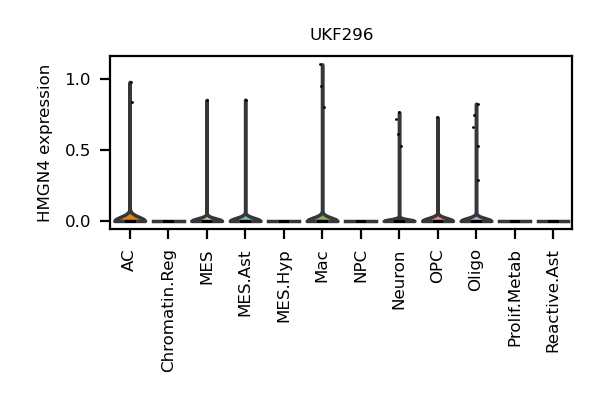 UKF296
HMGN4 expression
1.0
0.5
0.0
AC
Chromatin.Reg
MES
MES.Ast
MES.Hyp
Mac
NPC
Neuron
OPC
Oligo
Prolif.Metab
Reactive.Ast